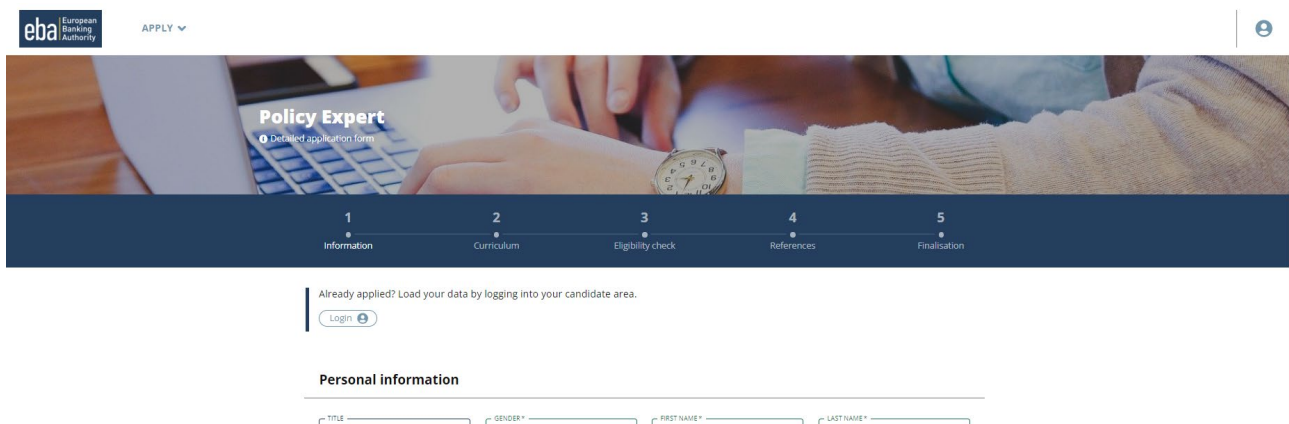 eba European
Banking
Authority
APPLY
Policy Expert
Detailed application form
1
2
3
4
5
Information
Curriculum
Eligibility check
References
Finalisation
Already applied? Load your data by logging into your candidate area.
Login
Personal information
TITLE
GENDER*
FIRST NAME*
LAST NAME*